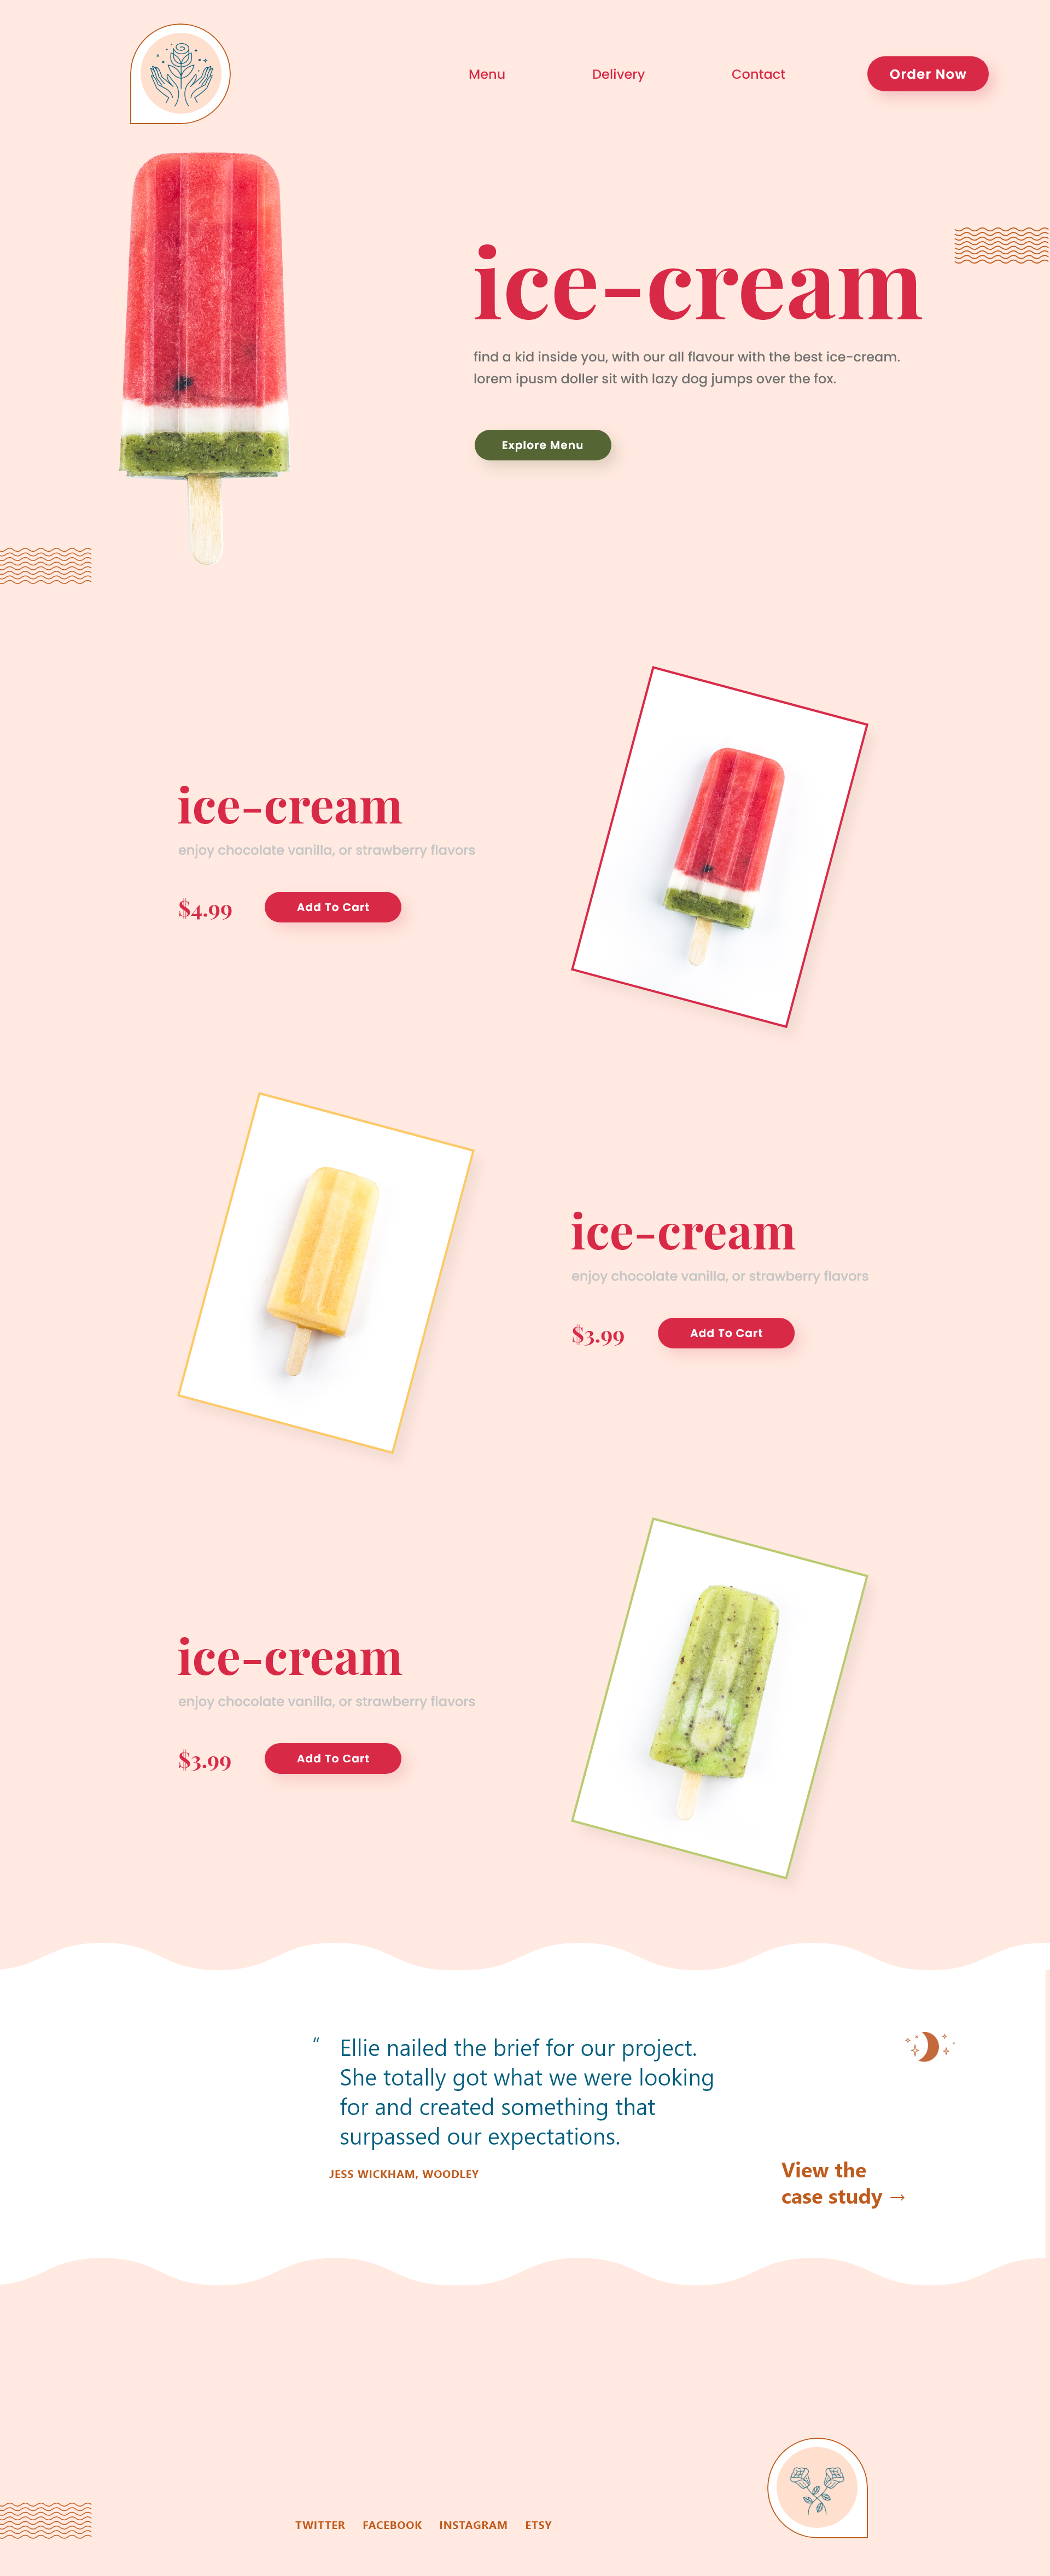 Menu
Delivery
Contact
Order Now
ice-cream
find a kid inside you, with our all flavour with the best ice-cream.
lorem ipusm doller sit with lazy dog jumps over the fox.
Explore Menu
ice-cream
enjoy chocolate vanilla, or strawberry flavors
$4.99
Add To Cart
ice-cream
enjoy chocolate vanilla, or strawberry flavors
$3.99
Add To Cart
ice-cream
enjoy chocolate vanilla, or strawberry flavors
$3.99
Add To Cart
“ Ellie nailed the brief for our project.
She totally got what we were looking
for and created something that
surpassed our expectations.
JESS WICKHAM, WOODLEY
View the
case study →
TWITTER FACEBOOK INSTAGRAM ETSY